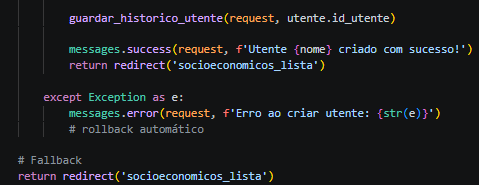 guardar_historico_utente(request, utente.id_utente)
messages.success(request, f'Utente {nome} criado com sucesso!')
return redirect('socioeconomicos_lista')
except Exception as e:
messages.error(request, f'Erro ao criar utente: {str(e)}')
# rollback automático
# Fallback
return redirect('socioeconomicos_lista')